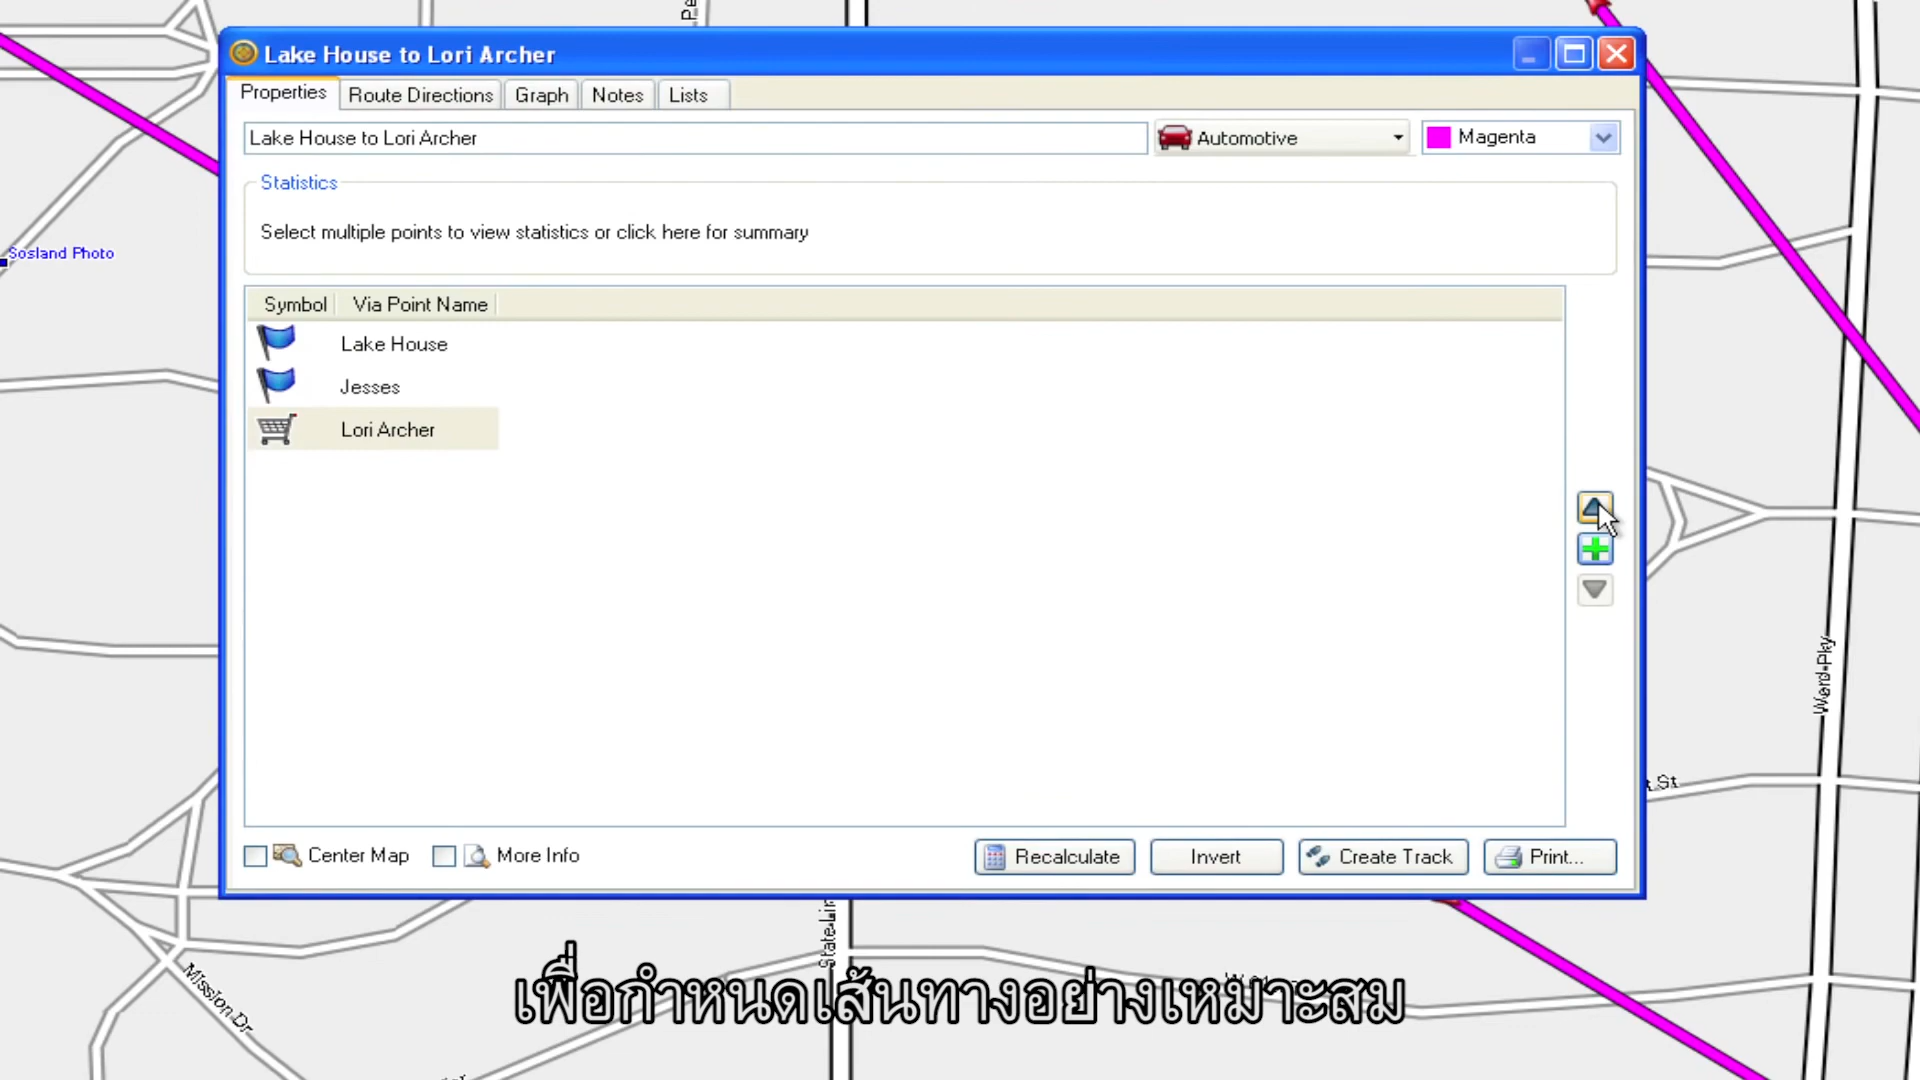 Lake House to Lori Archer
Properties
Route Directions
Graph
Notes
Lists
Lake House to Lori Archer
Automotive
Magenta
Statistics
Select multiple points to view statistics or click here for summary
Sosland Photo
Symbol
Via Point Name
Lake House
Jesses
Lori Archer
Ward Pky
St
Center Map
More Info
Recalculate
Invert
Create Track
Print...
State Lin
Mission Dr
เพื่อกำหนดเส้นทางอย่างเหมาะสม